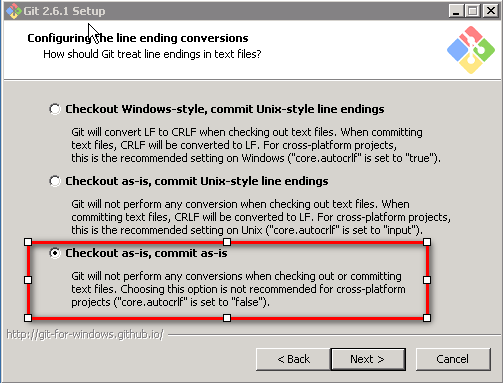 Git 2.6.1 Setup
Configuring the line ending conversions
How should Git treat line endings in text files?
Checkout Windows-style, commit Unix-style line endings
Git will convert LF to CRLF when checking out text files. When committing
text files, CRLF will be converted to LF. For cross-platform projects,
this is the recommended setting on Windows ("core.autocrlf" is set to "true").
Checkout as-is, commit Unix-style line endings
Git will not perform any conversion when checking out text files. When
committing text files, CRLF will be converted to LF. For cross-platform projects,
this is the recommended setting on Unix ("core.autocrlf" is set to "input").
Checkout as-is, commit as-is
Git will not perform any conversions when checking out or committing
text files. Choosing this option is not recommended for cross-platform
projects ("core.autocrlf" is set to "false").
http://git-for-windows.github.io/
< Back
Next >
Cancel